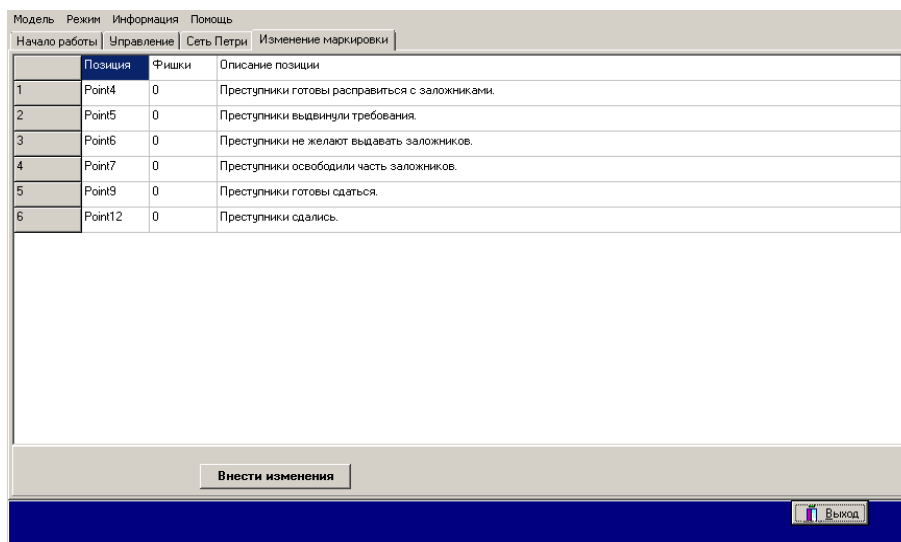 Модель Режим Информация Помощь
Начало работы Управление Сеть Петри Изменение маркировки
Позиция Фишки Описание позиции
1 Point4 0 Преступники готовы расправиться с заложниками.
2 Point5 0 Преступники выдвинули требования.
3 Point6 0 Преступники не желают выдавать заложников.
4 Point7 0 Преступники освободили часть заложников.
5 Point9 0 Преступники готовы сдаться.
6 Point12 0 Преступники сдались.
Внести изменения
Выход